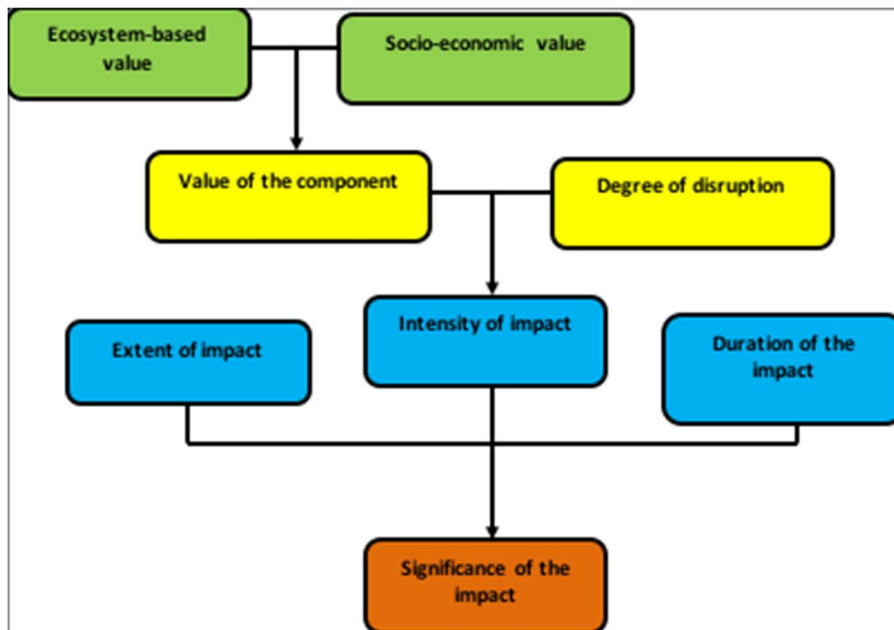 Ecosystem-based
value
Socio-economic value
Value of the component
Degree of disruption
Intensity of impact
Extent of impact
Duration of the
impact
Significance of the
impact